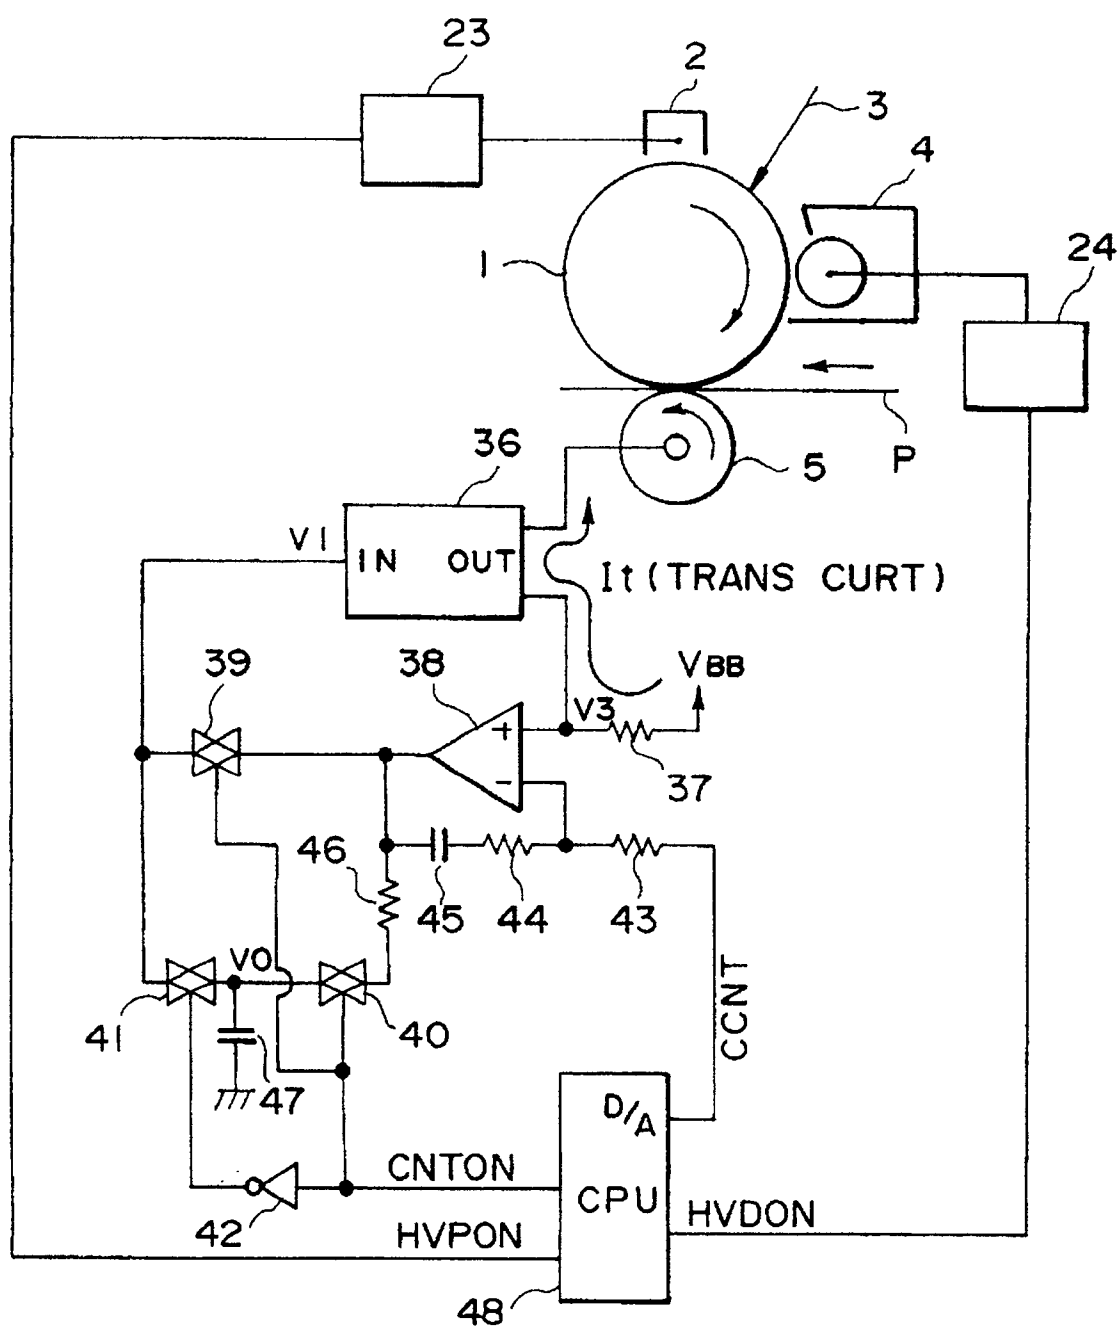 23
2
3
4
24
1
36
5
P
V1
IN
OUT
It (TRANS CURT)
39
38
VBB
V3
+
−
37
46
45
44
43
V0
41
40
47
CCNT
D/A
CNTON
CPU
HVDON
42
HVPON
48